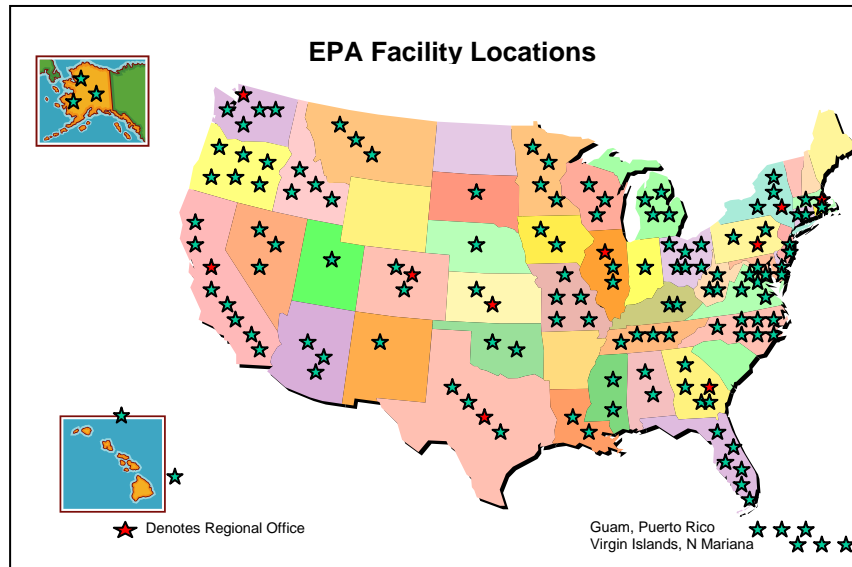 EPA Facility Locations
Denotes Regional Office
Guam, Puerto Rico
Virgin Islands, N Mariana